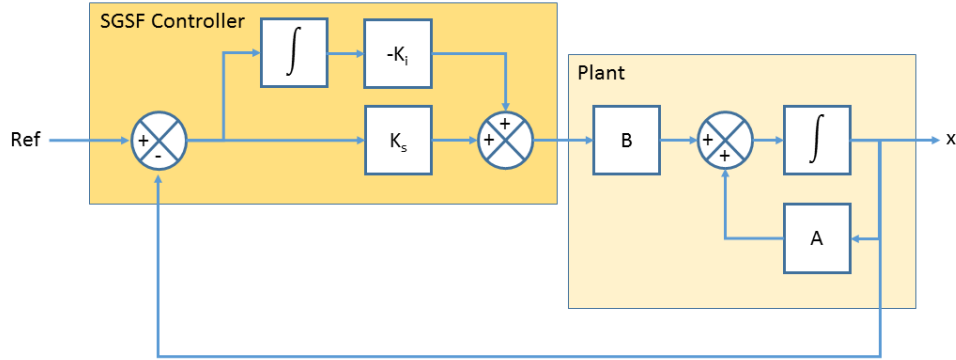 SGSF Controller
∫
-Ki
Plant
Ref
+
-
Ks
+
+
B
+
+
∫
x
A